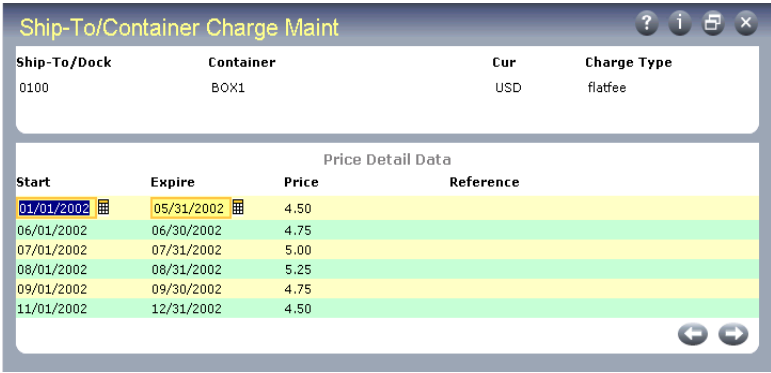 Ship-To/Container Charge Maint
Ship-To/Dock Container Cur Charge Type
0100 BOX1 USD flatfee
Price Detail Data
Start Expire Price Reference
01/01/2002 05/31/2002 4.50
06/01/2002 06/30/2002 4.75
07/01/2002 07/31/2002 5.00
08/01/2002 08/31/2002 5.25
09/01/2002 09/30/2002 4.75
11/01/2002 12/31/2002 4.50